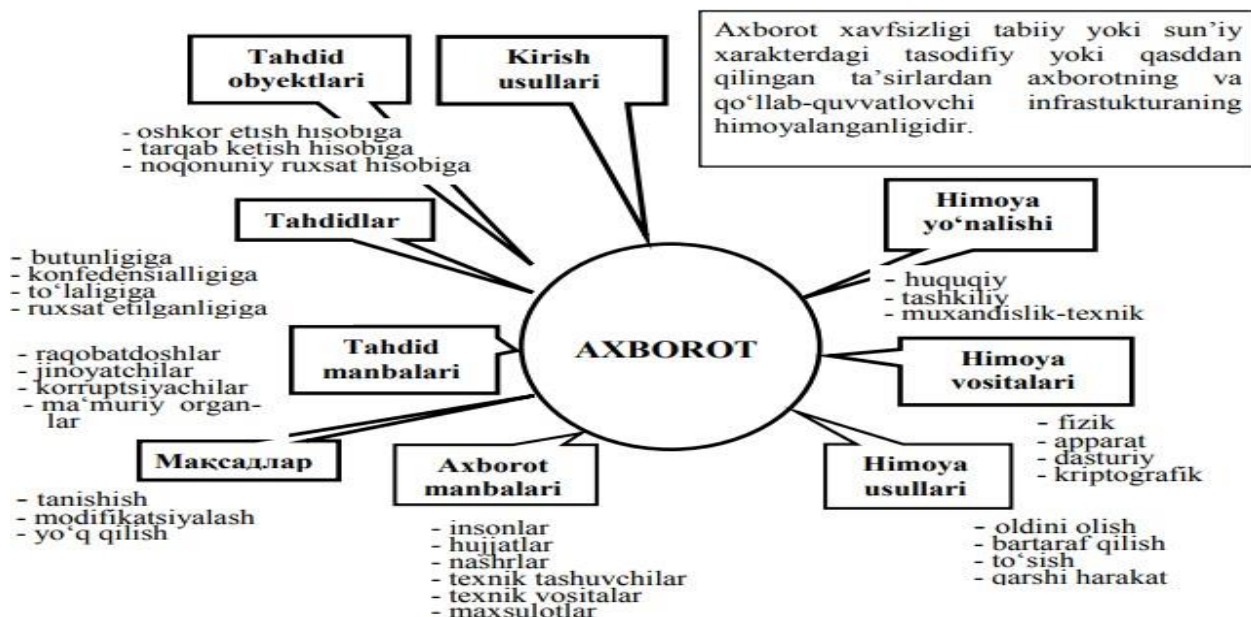 Tahdid
obyektlari
- oshkor etish hisobiga
- tarqab ketish hisobiga
- noqonuniy ruxsat hisobiga
Kirish
usullari
Axborot xavfsizligi tabiiy yoki sun’iy
xarakterdagi tasodifiy yoki qasddan
qilingan ta’sirlardan axborotning va
qo‘llab-quvvatlovchi infrastukturaning
himoyalanganligidir.
Tahdidlar
- butunligiga
- konfedensialligiga
- to‘laligiga
- ruxsat etilganligiga
Himoya
yo‘nalishi
- huquqiy
- tashkiliy
- muxandislik-texnik
Tahdid
manbalari
- raqobatdoshlar
- jinoyatchilar
- korruptsiyachilar
- ma‘muriy organ-
lar
AXBOROT
Himoya
vositalari
- fizik
- apparat
- dasturiy
- kriptografik
Мақсадлар
- tanishish
- modifikatsiyalash
- yo‘q qilish
Axborot
manbalari
- insonlar
- hujjatlar
- nashrlar
- texnik tashuvchilar
- texnik vositalar
- maxsulotlar
Himoya
usullari
- oldini olish
- bartaraf qilish
- to‘sish
- qarshi harakat